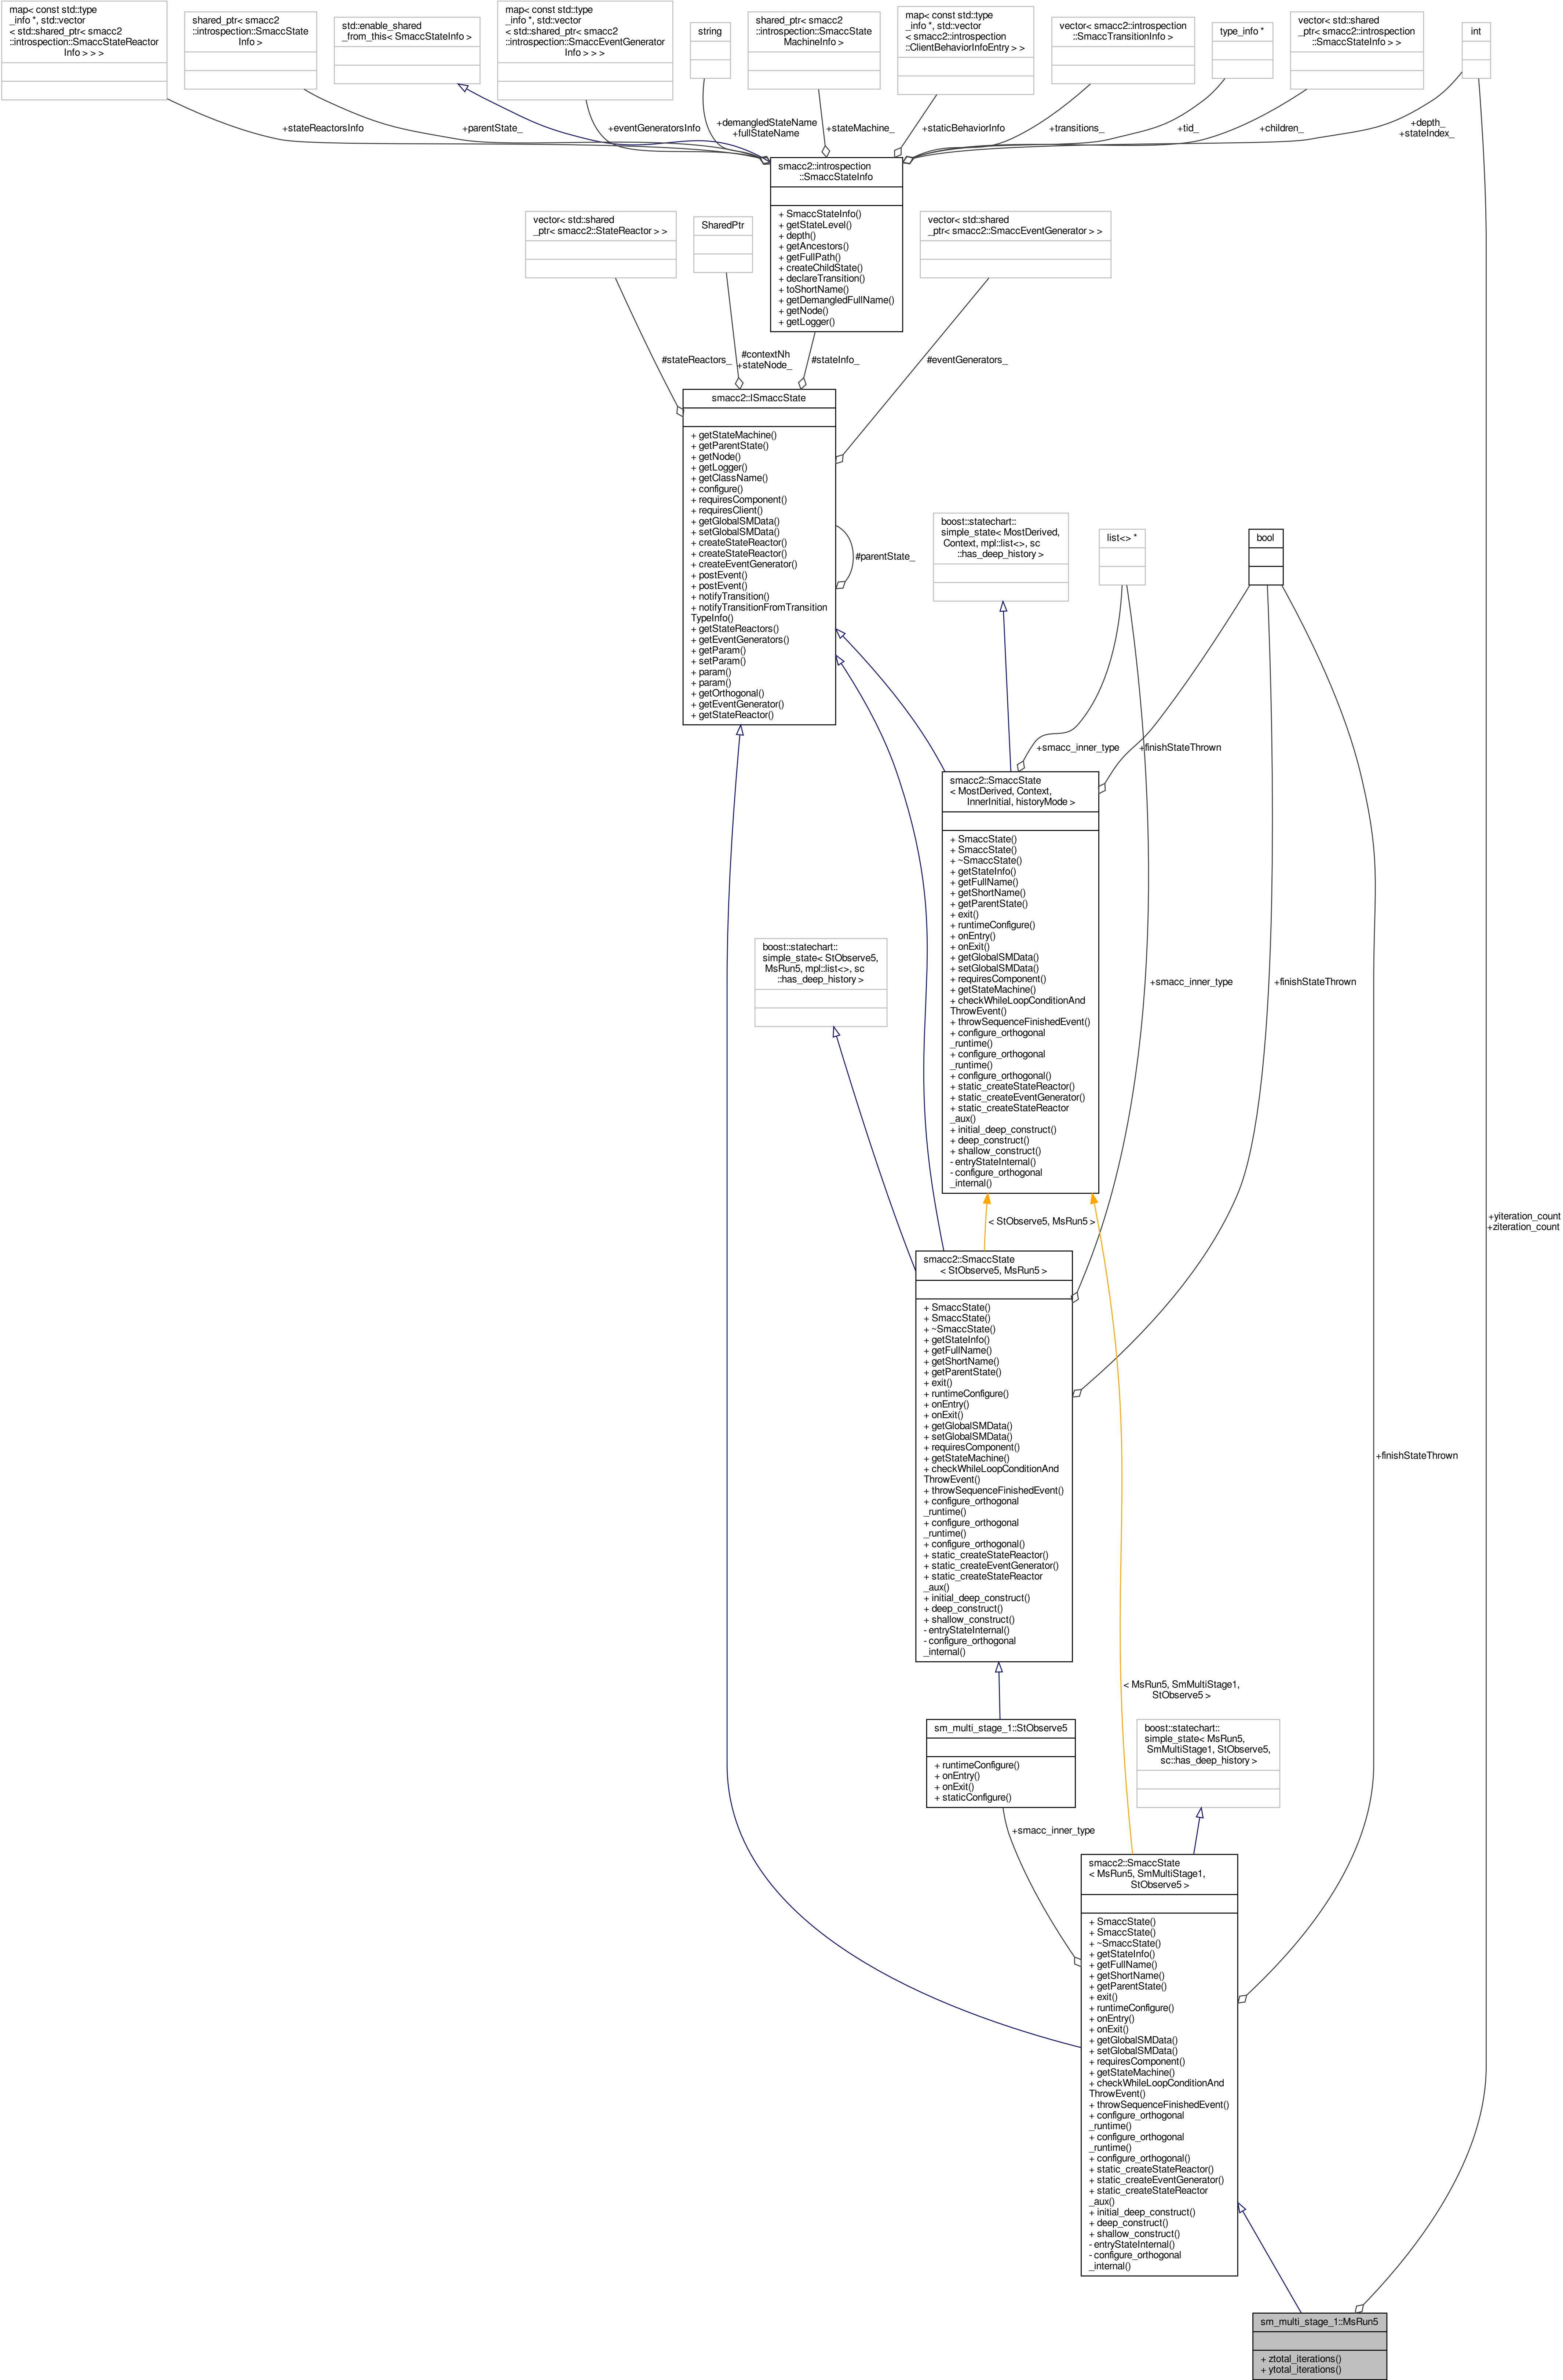 map< const std::type
_info *, std::vector
< std::shared_ptr< smacc2
::introspection::SmaccStateReactor
Info > > >
shared_ptr< smacc2
::introspection::SmaccState
Info >
std::enable_shared
_from_this< SmaccStateInfo >
map< const std::type
_info *, std::vector
< std::shared_ptr< smacc2
::introspection::SmaccEventGenerator
Info > > >
string
shared_ptr< smacc2
::introspection::SmaccState
MachineInfo >
map< const std::type
_info *, std::vector
< smacc2::introspection
::ClientBehaviorInfoEntry > >
vector< smacc2::introspection
::SmaccTransitionInfo >
type_info *
vector< std::shared
_ptr< smacc2::introspection
::SmaccStateInfo > >
int
+stateReactorsInfo
+parentState_
+eventGeneratorsInfo
+demangledStateName
+fullStateName
+stateMachine_
+staticBehaviorInfo
+transitions_
+tid_
+children_
+depth_
+stateIndex_
smacc2::introspection
::SmaccStateInfo
+ SmaccStateInfo()
+ getStateLevel()
+ depth()
+ getAncestors()
+ getFullPath()
+ createChildState()
+ declareTransition()
+ toShortName()
+ getDemangledFullName()
+ getNode()
+ getLogger()
vector< std::shared
_ptr< smacc2::StateReactor > >
SharedPtr
vector< std::shared
_ptr< smacc2::SmaccEventGenerator > >
#stateReactors_
#contextNh
+stateNode_
#stateInfo_
#eventGenerators_
smacc2::ISmaccState
+ getStateMachine()
+ getParentState()
+ getNode()
+ getLogger()
+ getClassName()
+ configure()
+ requiresComponent()
+ requiresClient()
+ getGlobalSMData()
+ setGlobalSMData()
+ createStateReactor()
+ createStateReactor()
+ createEventGenerator()
+ postEvent()
+ postEvent()
+ notifyTransition()
+ notifyTransitionFromTransition
TypeInfo()
+ getStateReactors()
+ getEventGenerators()
+ getParam()
+ setParam()
+ param()
+ param()
+ getOrthogonal()
+ getEventGenerator()
+ getStateReactor()
#parentState_
boost::statechart::
simple_state< MostDerived,
Context, mpl::list<>, sc
::has_deep_history >
list<> *
bool
+smacc_inner_type
+finishStateThrown
smacc2::SmaccState
< MostDerived, Context,
InnerInitial, historyMode >
+ SmaccState()
+ SmaccState()
+ ~SmaccState()
+ getStateInfo()
+ getFullName()
+ getShortName()
+ getParentState()
+ exit()
+ runtimeConfigure()
+ onEntry()
+ onExit()
+ getGlobalSMData()
+ setGlobalSMData()
+ requiresComponent()
+ getStateMachine()
+ checkWhileLoopConditionAnd
ThrowEvent()
+ throwSequenceFinishedEvent()
+ configure_orthogonal
_runtime()
+ configure_orthogonal
_runtime()
+ configure_orthogonal()
+ static_createStateReactor()
+ static_createEventGenerator()
+ static_createStateReactor
_aux()
+ initial_deep_construct()
+ deep_construct()
+ shallow_construct()
- entryStateInternal()
- configure_orthogonal
_internal()
boost::statechart::
simple_state< StObserve5,
MsRun5, mpl::list<>, sc
::has_deep_history >
+smacc_inner_type
+finishStateThrown
< StObserve5, MsRun5 >
+yiteration_count
+ziteration_count
smacc2::SmaccState
< StObserve5, MsRun5 >
+ SmaccState()
+ SmaccState()
+ ~SmaccState()
+ getStateInfo()
+ getFullName()
+ getShortName()
+ getParentState()
+ exit()
+ runtimeConfigure()
+ onEntry()
+ onExit()
+ getGlobalSMData()
+ setGlobalSMData()
+ requiresComponent()
+ getStateMachine()
+ checkWhileLoopConditionAnd
ThrowEvent()
+ throwSequenceFinishedEvent()
+ configure_orthogonal
_runtime()
+ configure_orthogonal
_runtime()
+ configure_orthogonal()
+ static_createStateReactor()
+ static_createEventGenerator()
+ static_createStateReactor
_aux()
+ initial_deep_construct()
+ deep_construct()
+ shallow_construct()
- entryStateInternal()
- configure_orthogonal
_internal()
+finishStateThrown
< MsRun5, SmMultiStage1,
StObserve5 >
sm_multi_stage_1::StObserve5
+ runtimeConfigure()
+ onEntry()
+ onExit()
+ staticConfigure()
boost::statechart::
simple_state< MsRun5,
SmMultiStage1, StObserve5,
sc::has_deep_history >
+smacc_inner_type
smacc2::SmaccState
< MsRun5, SmMultiStage1,
StObserve5 >
+ SmaccState()
+ SmaccState()
+ ~SmaccState()
+ getStateInfo()
+ getFullName()
+ getShortName()
+ getParentState()
+ exit()
+ runtimeConfigure()
+ onEntry()
+ onExit()
+ getGlobalSMData()
+ setGlobalSMData()
+ requiresComponent()
+ getStateMachine()
+ checkWhileLoopConditionAnd
ThrowEvent()
+ throwSequenceFinishedEvent()
+ configure_orthogonal
_runtime()
+ configure_orthogonal
_runtime()
+ configure_orthogonal()
+ static_createStateReactor()
+ static_createEventGenerator()
+ static_createStateReactor
_aux()
+ initial_deep_construct()
+ deep_construct()
+ shallow_construct()
- entryStateInternal()
- configure_orthogonal
_internal()
sm_multi_stage_1::MsRun5
+ ztotal_iterations()
+ ytotal_iterations()